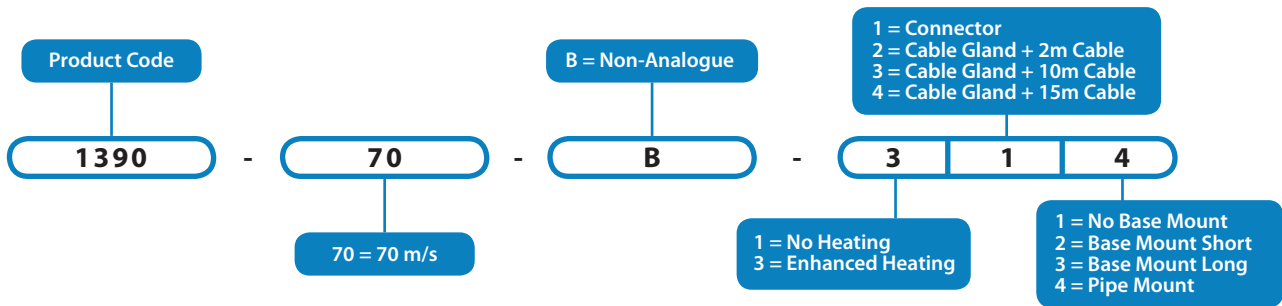 1 = Connector
2 = Cable Gland + 2m Cable
3 = Cable Gland + 10m Cable
4 = Cable Gland + 15m Cable
Product Code
B = Non-Analogue
1390 - 70 - B - 3 1 4
70 = 70 m/s
1 = No Heating
3 = Enhanced Heating
1 = No Base Mount
2 = Base Mount Short
3 = Base Mount Long
4 = Pipe Mount